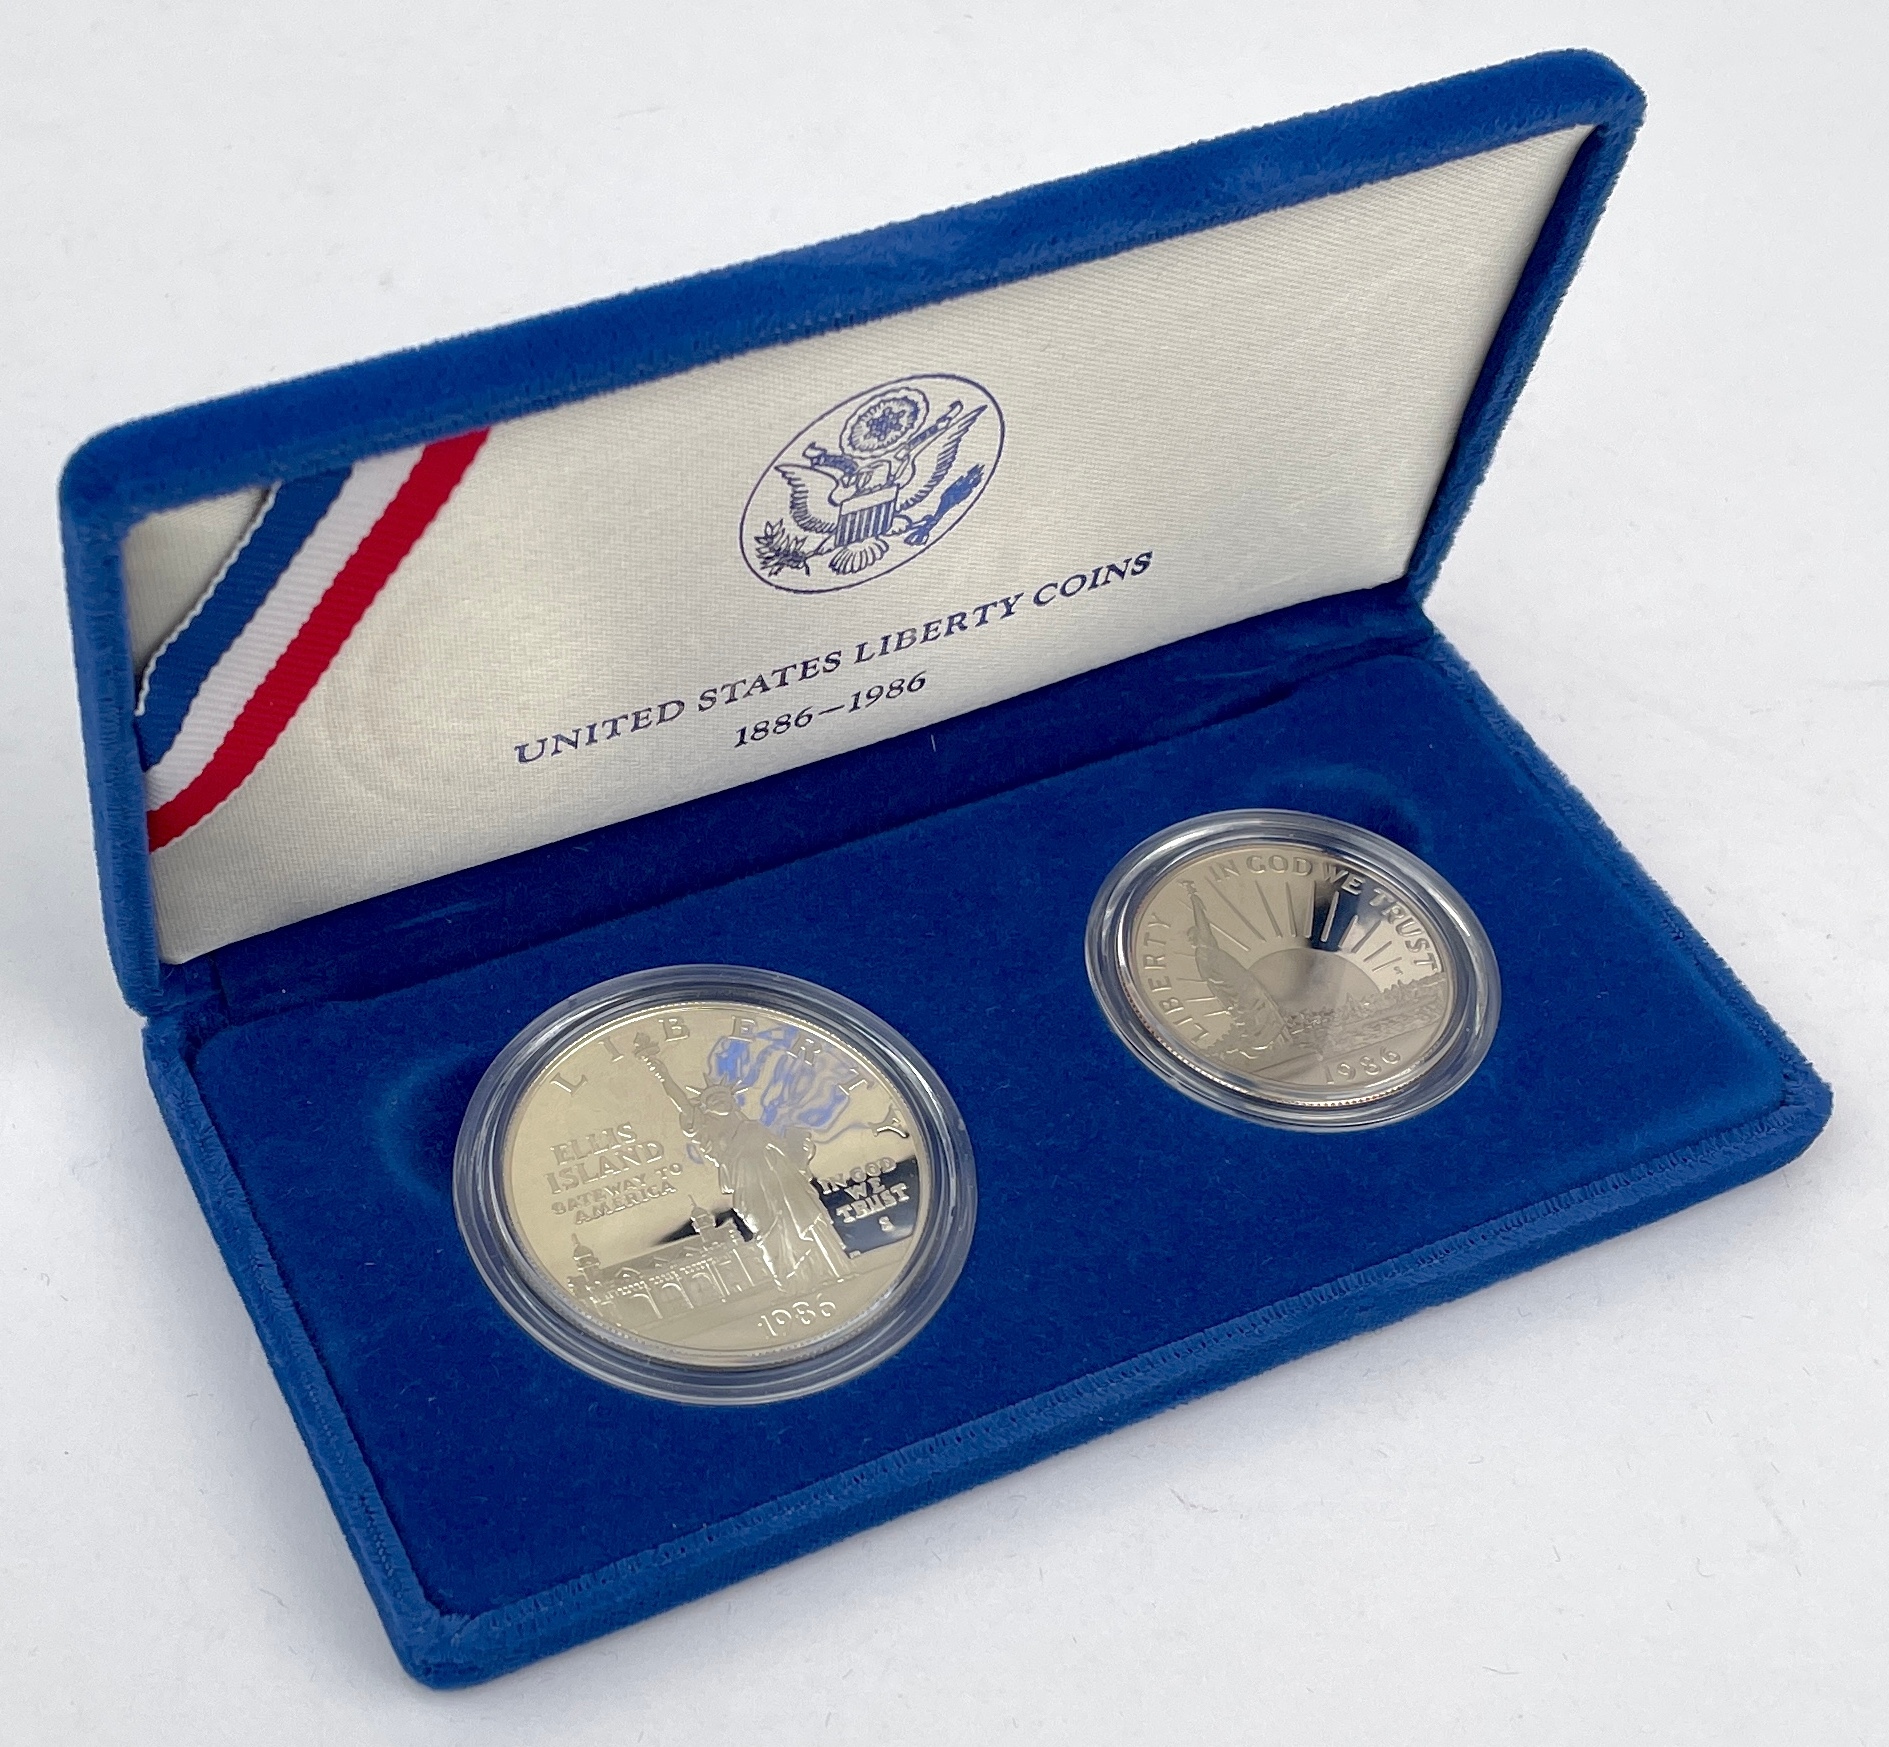 UNITED STATES LIBERTY COINS
1886–1986
LIBERTY
ELLIS
ISLAND
GATEWAY TO
AMERICA
IN GOD
WE
TRUST
S
1986
IN GOD WE TRUST
LIBERTY
S
1986